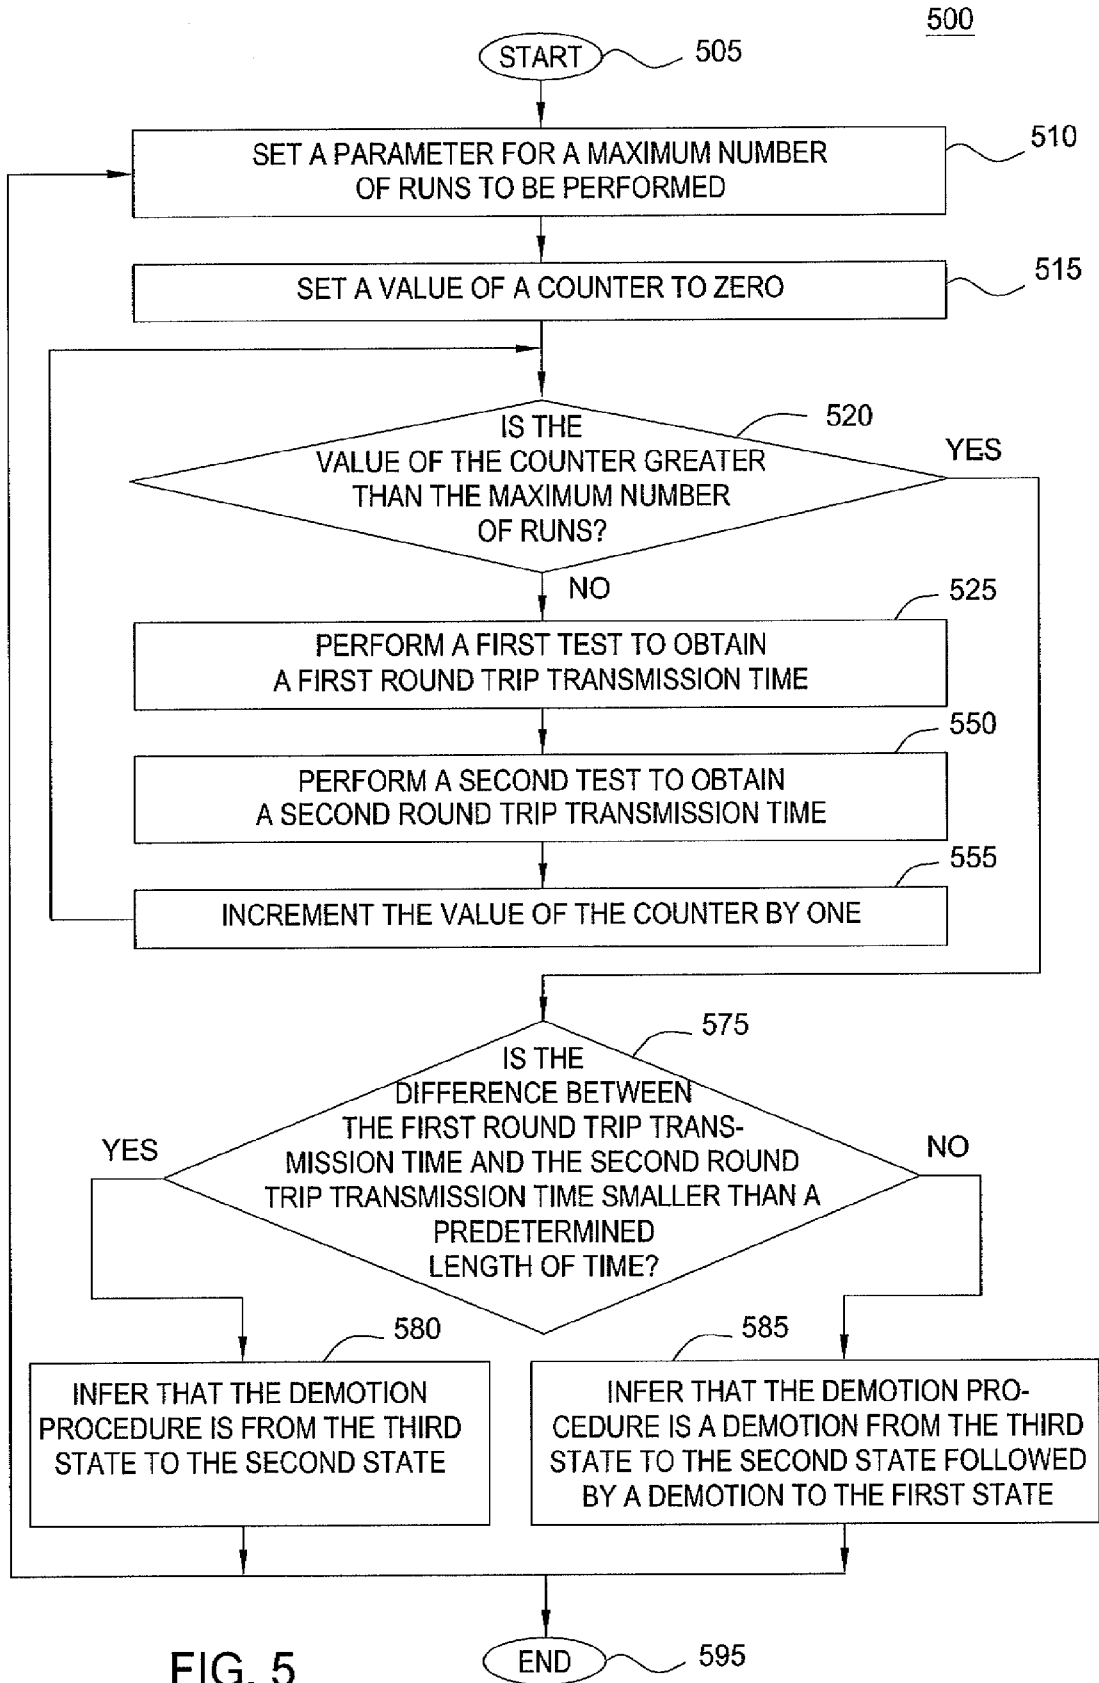 500
START
505
SET A PARAMETER FOR A MAXIMUM NUMBER
OF RUNS TO BE PERFORMED
510
SET A VALUE OF A COUNTER TO ZERO
515
IS THE
VALUE OF THE COUNTER GREATER
THAN THE MAXIMUM NUMBER
OF RUNS?
520
YES
NO
525
PERFORM A FIRST TEST TO OBTAIN
A FIRST ROUND TRIP TRANSMISSION TIME
550
PERFORM A SECOND TEST TO OBTAIN
A SECOND ROUND TRIP TRANSMISSION TIME
555
INCREMENT THE VALUE OF THE COUNTER BY ONE
575
IS THE
DIFFERENCE BETWEEN
THE FIRST ROUND TRIP TRANS-
MISSION TIME AND THE SECOND ROUND
TRIP TRANSMISSION TIME SMALLER THAN A
PREDETERMINED
LENGTH OF TIME?
YES
NO
580
INFER THAT THE DEMOTION
PROCEDURE IS FROM THE THIRD
STATE TO THE SECOND STATE
585
INFER THAT THE DEMOTION PRO-
CEDURE IS A DEMOTION FROM THE THIRD
STATE TO THE SECOND STATE FOLLOWED
BY A DEMOTION TO THE FIRST STATE
END
595
FIG. 5